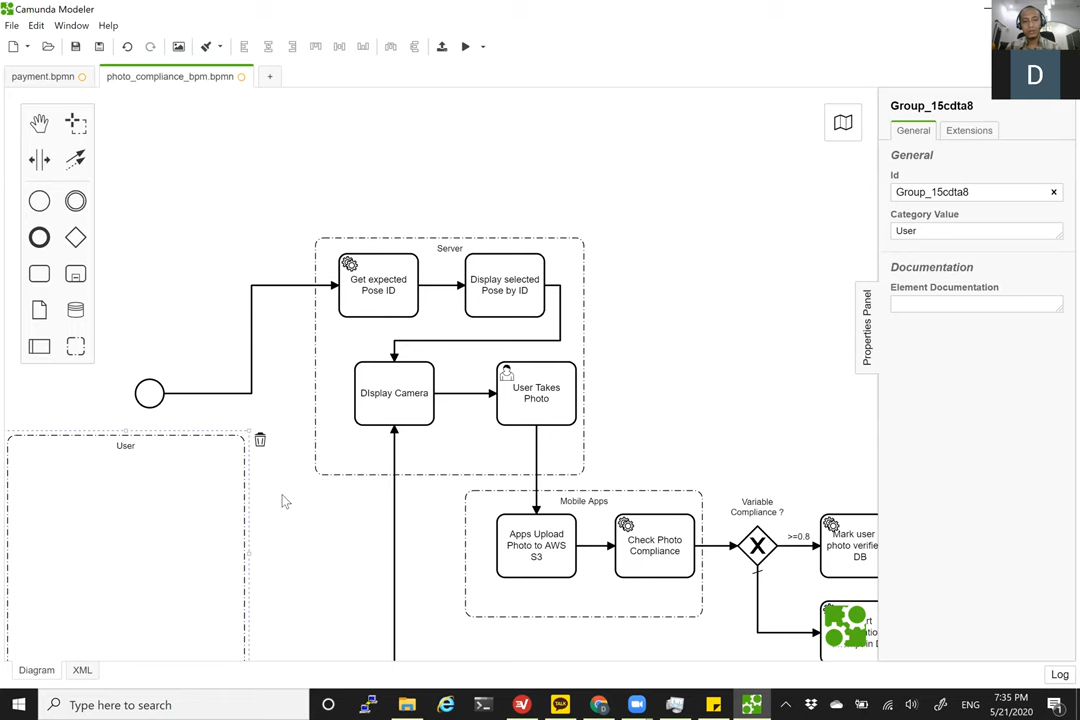 Camunda Modeler
File Edit Window Help
payment.bpmn
photo_compliance_bpm.bpmn
+
D
Group_15cdta8
General Extensions
General
Id
Group_15cdta8
Category Value
User
Documentation
Element Documentation
Properties Panel
Server
Get expected
Pose ID
Display selected
Pose by ID
DIsplay Camera
User Takes
Photo
User
Mobile Apps
Apps Upload
Photo to AWS
S3
Check Photo
Compliance
Variable
Compliance ?
X
>=0.8
Mark user
photo verifie
DB
Diagram XML
Log
Type here to search
ENG
7:35 PM
5/21/2020